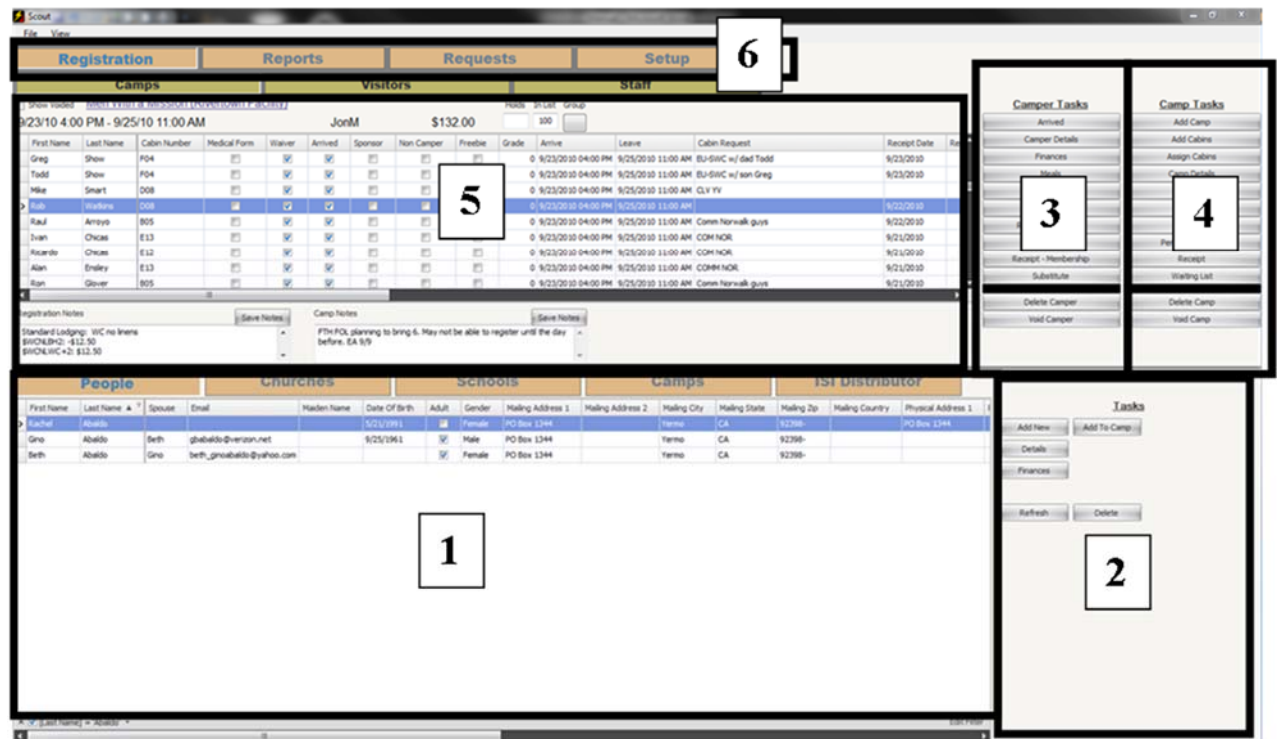 Scout
File View
Registration Reports Requests Setup 6
Camps Visitors Staff
Show Voided Men With a Mission (Rivertown Facility) Holds In List Group
9/23/10 4:00 PM - 9/25/10 11:00 AM JonM $132.00 100
Camper Tasks Camp Tasks
Arrived Add Camp
Camper Details Add Cabins
Finances Assign Cabins
Meals Camp Details
3 4
Receipt - Membership Receipt
Substitute Waiting List
Delete Camper Delete Camp
Void Camper Void Camp
First Name Last Name Cabin Number Medical Form Waiver Arrived Sponsor Non Camper Freebie Grade Arrive Leave Cabin Request Receipt Date
Greg Show F04 0 9/23/2010 04:00 PM 9/25/2010 11:00 AM EU-SWC w/ dad Todd 9/23/2010
Todd Show F04 0 9/23/2010 04:00 PM 9/25/2010 11:00 AM EU-SWC w/ son Greg 9/23/2010
Mike Smart D08 0 9/23/2010 04:00 PM 9/25/2010 11:00 AM CLV YV
Rob Watkins D08 0 9/23/2010 04:00 PM 9/25/2010 11:00 AM 9/22/2010
5
Raul Arroyo B05 0 9/23/2010 04:00 PM 9/25/2010 11:00 AM Comm Norwalk guys 9/22/2010
Ivan Chicas E13 0 9/23/2010 04:00 PM 9/25/2010 11:00 AM COM NOR 9/21/2010
Ricardo Chicas E12 0 9/23/2010 04:00 PM 9/25/2010 11:00 AM COM NOR 9/21/2010
Alan Ensley E13 0 9/23/2010 04:00 PM 9/25/2010 11:00 AM COMM NOR 9/21/2010
Ron Glover B05 0 9/23/2010 04:00 PM 9/25/2010 11:00 AM Comm Norwalk guys 9/21/2010
Registration Notes Save Notes Camp Notes Save Notes
Standard Lodging: WC no linens
$WCNLBH2: -$12.50
$WCNLWC+2: $12.50
FTH FOL planning to bring 6. May not be able to register until the day
before. EA 9/9
People Churches Schools Camps ISI Distributor
First Name Last Name Spouse Email Maiden Name Date Of Birth Adult Gender Mailing Address 1 Mailing Address 2 Mailing City Mailing State Mailing Zip Mailing Country Physical Address 1
Rachel Abaldo 5/21/1991 Female PO Box 1344 Yermo CA 92398- PO Box 1344
Gino Abaldo Beth gbabaldo@verizon.net 9/25/1961 Male PO Box 1344 Yermo CA 92398-
Beth Abaldo Gino beth_ginoabaldo@yahoo.com Female PO Box 1344 Yermo CA 92398-
1
Tasks
Add New Add To Camp
Details
Finances
Refresh Delete
2
[Last Name] = 'Abaldo' Edit Filter